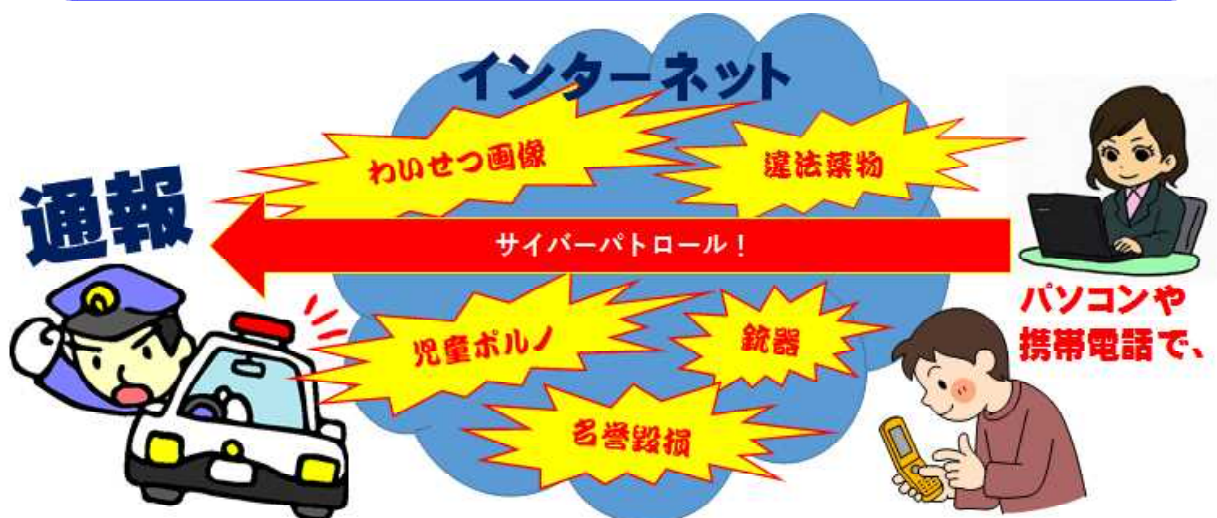 インターネット
わいせつ画像
違法薬物
通報
サイバーパトロール！
パソコンや
携帯電話で、
児童ポルノ
銃器
名誉毀損